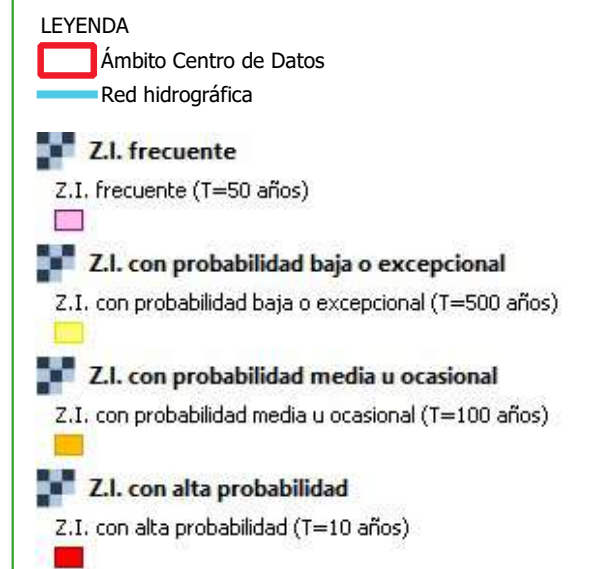 LEYENDA
Ámbito Centro de Datos
Red hidrográfica
Z.I. frecuente
Z.I. frecuente (T=50 años)
Z.I. con probabilidad baja o excepcional
Z.I. con probabilidad baja o excepcional (T=500 años)
Z.I. con probabilidad media u ocasional
Z.I. con probabilidad media u ocasional (T=100 años)
Z.I. con alta probabilidad
Z.I. con alta probabilidad (T=10 años)